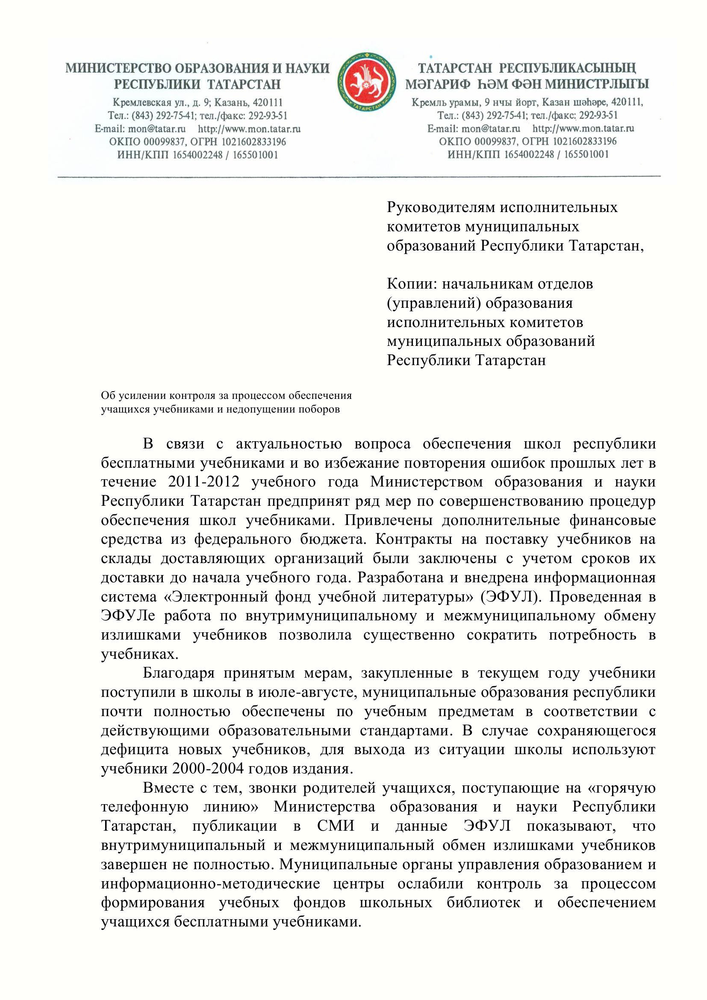 МИНИСТЕРСТВО ОБРАЗОВАНИЯ И НАУКИ
РЕСПУБЛИКИ ТАТАРСТАН
Кремлевская ул., д. 9; Казань, 420111
Тел.: (843) 292-75-41; тел./факс: 292-93-51
E-mail: mon@tatar.ru http://www.mon.tatar.ru
ОКПО 00099837, ОГРН 1021602833196
ИНН/КПП 1654002248 / 165501001
ТАТАРСТАН
ТАТАРСТАН РЕСПУБЛИКАСЫНЫҢ
МӘГАРИФ ҺӘМ ФӘН МИНИСТРЛЫГЫ
Кремль урамы, 9 нчы йорт, Казан шәһәре, 420111,
Тел.: (843) 292-75-41; тел./факс: 292-93-51
E-mail: mon@tatar.ru http://www.mon.tatar.ru
ОКПО 00099837, ОГРН 1021602833196
ИНН/КПП 1654002248 / 165501001
Руководителям исполнительных
комитетов муниципальных
образований Республики Татарстан,
Копии: начальникам отделов
(управлений) образования
исполнительных комитетов
муниципальных образований
Республики Татарстан
Об усилении контроля за процессом обеспечения
учащихся учебниками и недопущении поборов
В связи с актуальностью вопроса обеспечения школ республики
бесплатными учебниками и во избежание повторения ошибок прошлых лет в
течение 2011-2012 учебного года Министерством образования и науки
Республики Татарстан предпринят ряд мер по совершенствованию процедур
обеспечения школ учебниками. Привлечены дополнительные финансовые
средства из федерального бюджета. Контракты на поставку учебников на
склады доставляющих организаций были заключены с учетом сроков их
доставки до начала учебного года. Разработана и внедрена информационная
система «Электронный фонд учебной литературы» (ЭФУЛ). Проведенная в
ЭФУЛе работа по внутримуниципальному и межмуниципальному обмену
излишками учебников позволила существенно сократить потребность в
учебниках.
Благодаря принятым мерам, закупленные в текущем году учебники
поступили в школы в июле-августе, муниципальные образования республики
почти полностью обеспечены по учебным предметам в соответствии с
действующими образовательными стандартами. В случае сохраняющегося
дефицита новых учебников, для выхода из ситуации школы используют
учебники 2000-2004 годов издания.
Вместе с тем, звонки родителей учащихся, поступающие на «горячую
телефонную линию» Министерства образования и науки Республики
Татарстан, публикации в СМИ и данные ЭФУЛ показывают, что
внутримуниципальный и межмуниципальный обмен излишками учебников
завершен не полностью. Муниципальные органы управления образованием и
информационно-методические центры ослабили контроль за процессом
формирования учебных фондов школьных библиотек и обеспечением
учащихся бесплатными учебниками.